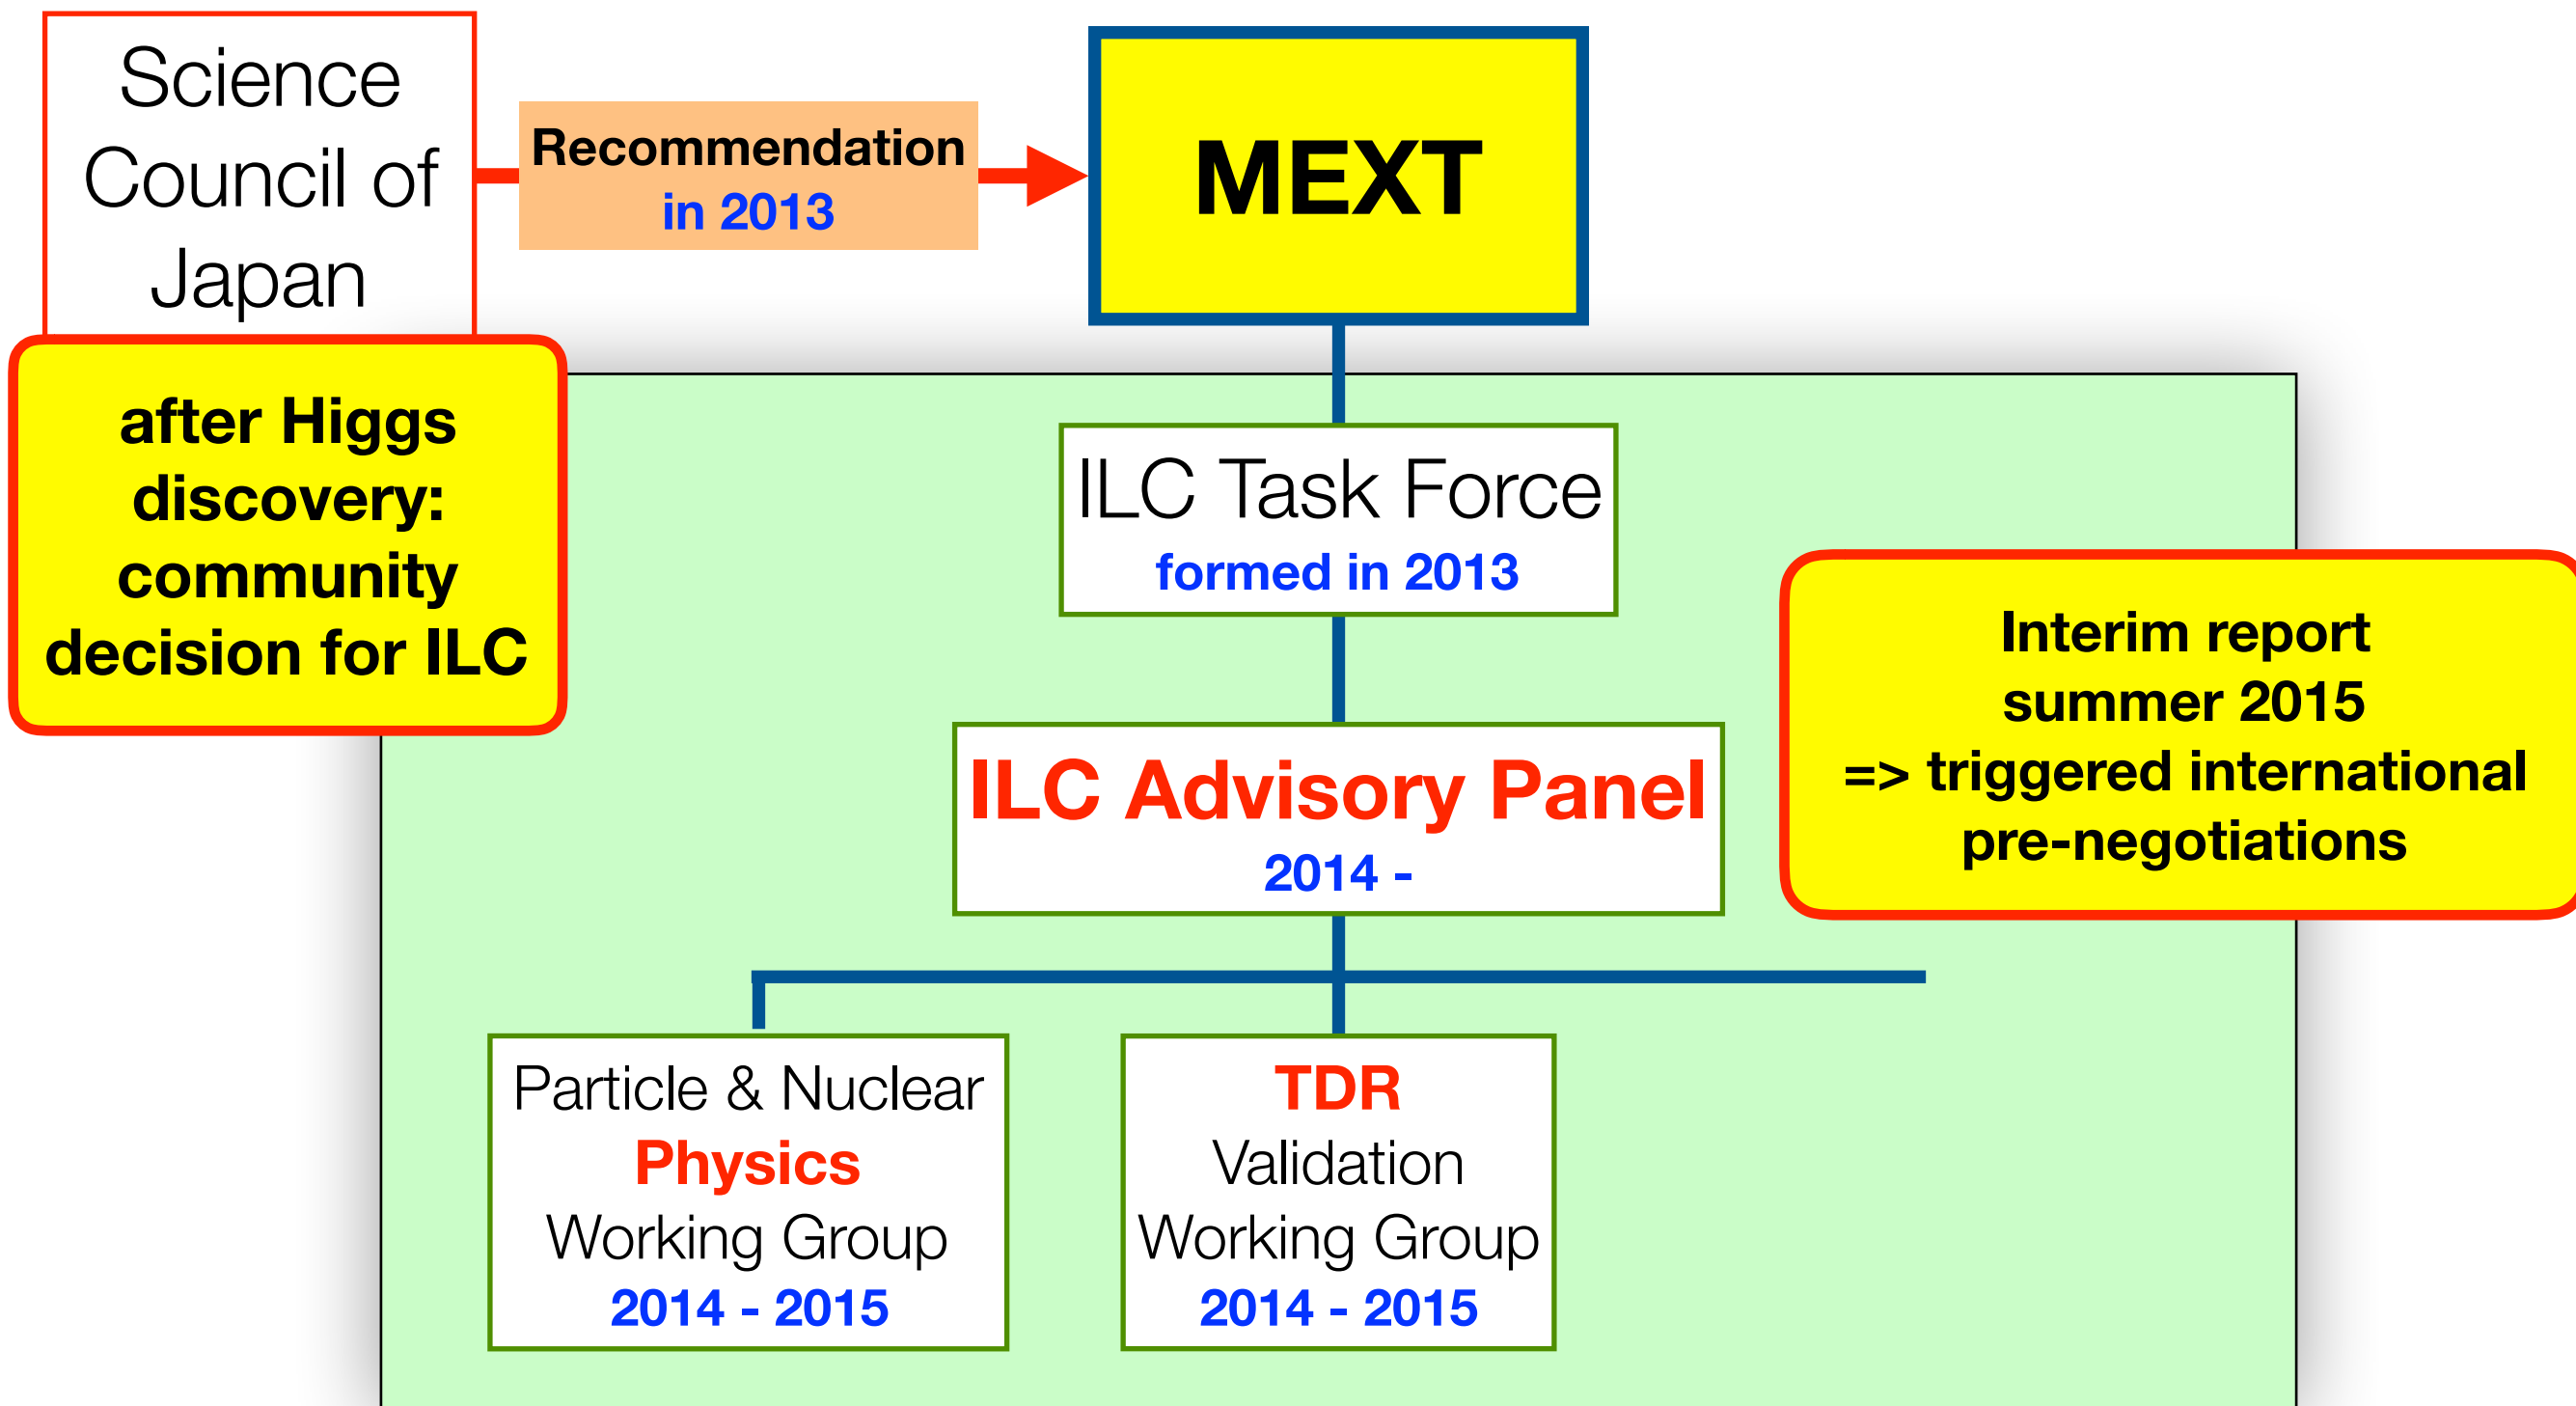 Science
Council of
Japan
Recommendation
in 2013
MEXT
after Higgs
discovery:
community
decision for ILC
ILC Task Force
formed in 2013
Interim report
summer 2015
=> triggered international
pre-negotiations
ILC Advisory Panel
2014 -
Particle & Nuclear
Physics
Working Group
2014 - 2015
TDR
Validation
Working Group
2014 - 2015